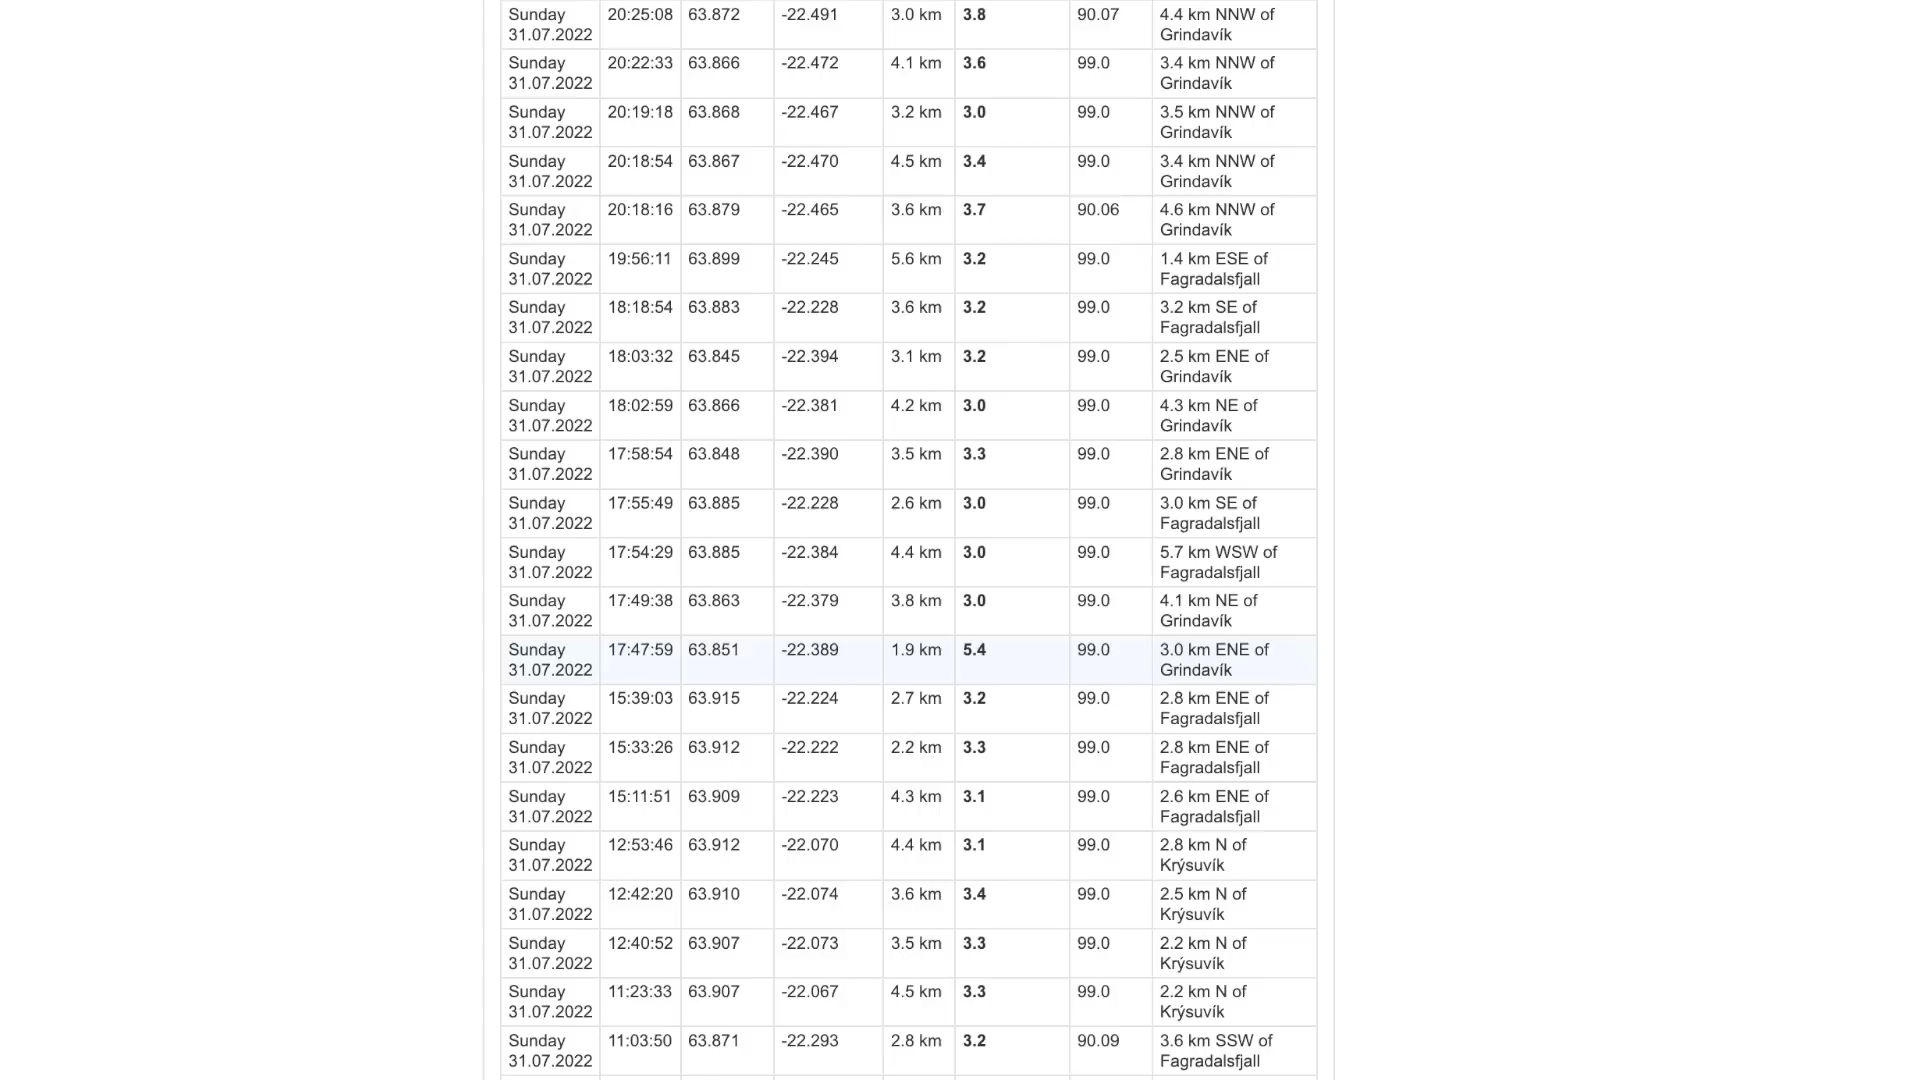 Sunday 20:25:08 63.872 -22.491 3.0 km 3.8 90.07 4.4 km NNW of
31.07.2022 Grindavík
Sunday 20:22:33 63.866 -22.472 4.1 km 3.6 99.0 3.4 km NNW of
31.07.2022 Grindavík
Sunday 20:19:18 63.868 -22.467 3.2 km 3.0 99.0 3.5 km NNW of
31.07.2022 Grindavík
Sunday 20:18:54 63.867 -22.470 4.5 km 3.4 99.0 3.4 km NNW of
31.07.2022 Grindavík
Sunday 20:18:16 63.879 -22.465 3.6 km 3.7 90.06 4.6 km NNW of
31.07.2022 Grindavík
Sunday 19:56:11 63.899 -22.245 5.6 km 3.2 99.0 1.4 km ESE of
31.07.2022 Fagradalsfjall
Sunday 18:18:54 63.883 -22.228 3.6 km 3.2 99.0 3.2 km SE of
31.07.2022 Fagradalsfjall
Sunday 18:03:32 63.845 -22.394 3.1 km 3.2 99.0 2.5 km ENE of
31.07.2022 Grindavík
Sunday 18:02:59 63.866 -22.381 4.2 km 3.0 99.0 4.3 km NE of
31.07.2022 Grindavík
Sunday 17:58:54 63.848 -22.390 3.5 km 3.3 99.0 2.8 km ENE of
31.07.2022 Grindavík
Sunday 17:55:49 63.885 -22.228 2.6 km 3.0 99.0 3.0 km SE of
31.07.2022 Fagradalsfjall
Sunday 17:54:29 63.885 -22.384 4.4 km 3.0 99.0 5.7 km WSW of
31.07.2022 Fagradalsfjall
Sunday 17:49:38 63.863 -22.379 3.8 km 3.0 99.0 4.1 km NE of
31.07.2022 Grindavík
Sunday 17:47:59 63.851 -22.389 1.9 km 5.4 99.0 3.0 km ENE of
31.07.2022 Grindavík
Sunday 15:39:03 63.915 -22.224 2.7 km 3.2 99.0 2.8 km ENE of
31.07.2022 Fagradalsfjall
Sunday 15:33:26 63.912 -22.222 2.2 km 3.3 99.0 2.8 km ENE of
31.07.2022 Fagradalsfjall
Sunday 15:11:51 63.909 -22.223 4.3 km 3.1 99.0 2.6 km ENE of
31.07.2022 Fagradalsfjall
Sunday 12:53:46 63.912 -22.070 4.4 km 3.1 99.0 2.8 km N of
31.07.2022 Krýsuvík
Sunday 12:42:20 63.910 -22.074 3.6 km 3.4 99.0 2.5 km N of
31.07.2022 Krýsuvík
Sunday 12:40:52 63.907 -22.073 3.5 km 3.3 99.0 2.2 km N of
31.07.2022 Krýsuvík
Sunday 11:23:33 63.907 -22.067 4.5 km 3.3 99.0 2.2 km N of
31.07.2022 Krýsuvík
Sunday 11:03:50 63.871 -22.293 2.8 km 3.2 90.09 3.6 km SSW of
31.07.2022 Fagradalsfjall